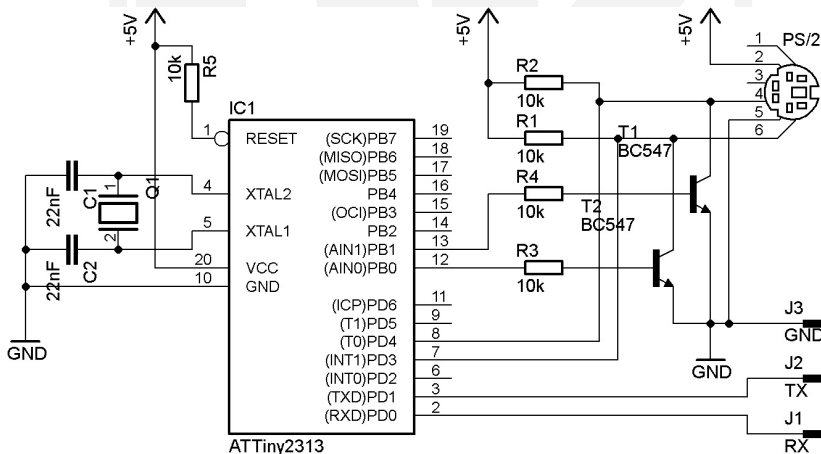 +5V
+5V
+5V
PS/2
1
2
3
4
5
6
10k
R5
R2
10k
R1
10k
R4
10k
R3
10k
T1
BC547
T2
BC547
IC1
1
RESET
4
XTAL2
5
XTAL1
20
VCC
10
GND
(SCK)PB7
19
(MISO)PB6
18
(MOSI)PB5
17
PB4
16
(OCI)PB3
15
PB2
14
(AIN1)PB1
13
(AIN0)PB0
12
(ICP)PD6
11
(T1)PD5
9
(T0)PD4
8
(INT1)PD3
7
(INT0)PD2
6
(TXD)PD1
3
(RXD)PD0
2
ATTiny2313
22nF
C1
1
2
Q1
22nF
C2
GND
GND
J3
GND
J2
TX
J1
RX